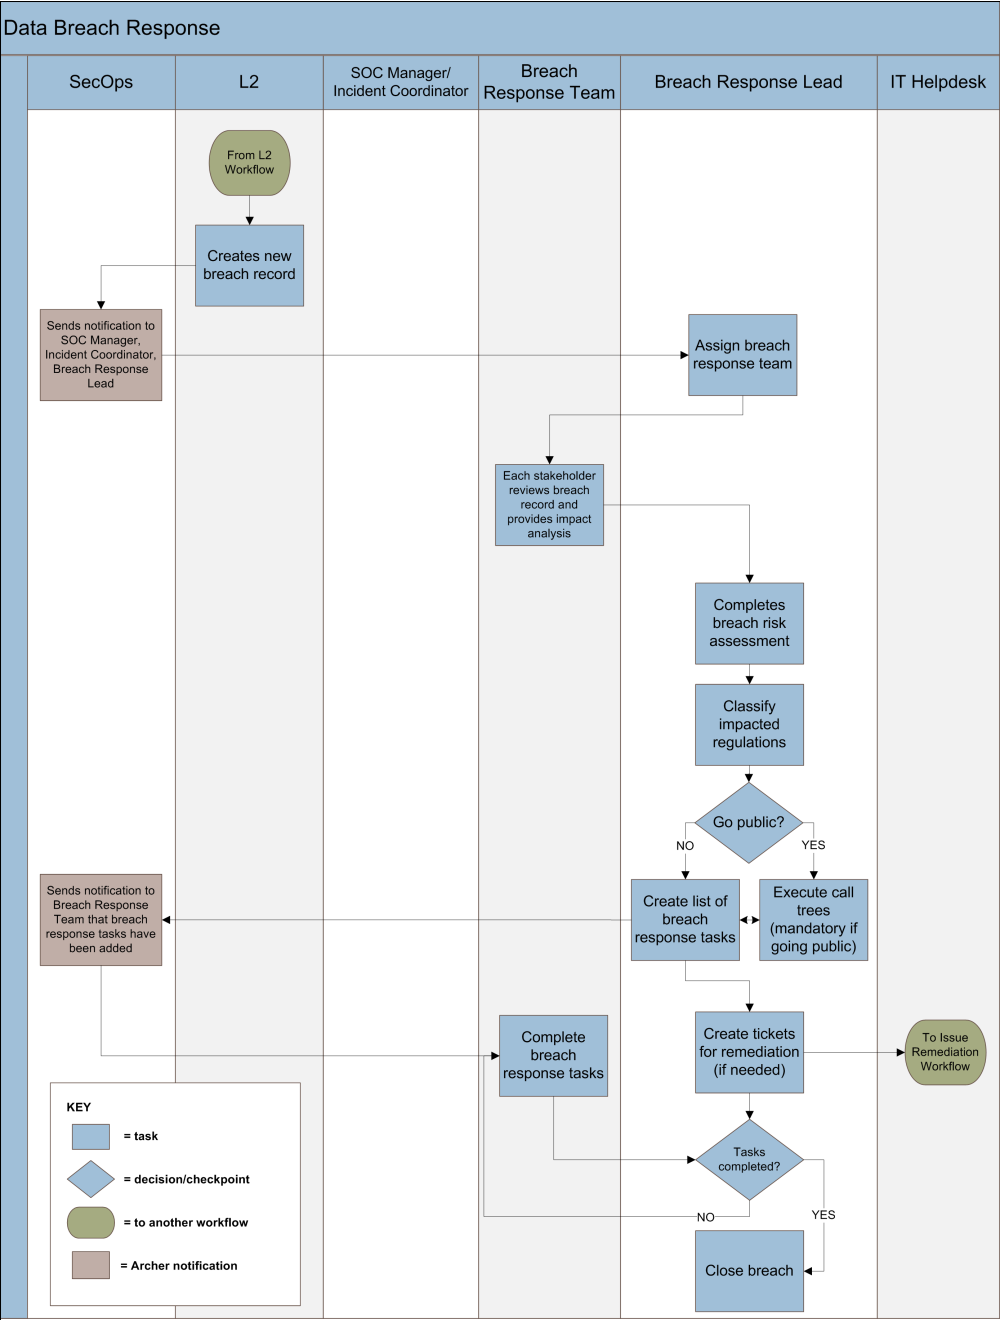 Data Breach Response
SecOps
L2
SOC Manager/
Incident Coordinator
Breach
Response Team
Breach Response Lead
IT Helpdesk
From L2
Workflow
Creates new
breach record
Sends notification to
SOC Manager,
Incident Coordinator,
Breach Response
Lead
Assign breach
response team
Each stakeholder
reviews breach
record and
provides impact
analysis
Completes
breach risk
assessment
Classify
impacted
regulations
Go public?
NO
YES
Sends notification to
Breach Response
Team that breach
response tasks have
been added
Create list of
breach
response tasks
Execute call
trees
(mandatory if
going public)
Complete
breach
response tasks
Create tickets
for remediation
(if needed)
To Issue
Remediation
Workflow
Tasks
completed?
NO
YES
Close breach
KEY
= task
= decision/checkpoint
= to another workflow
= Archer notification